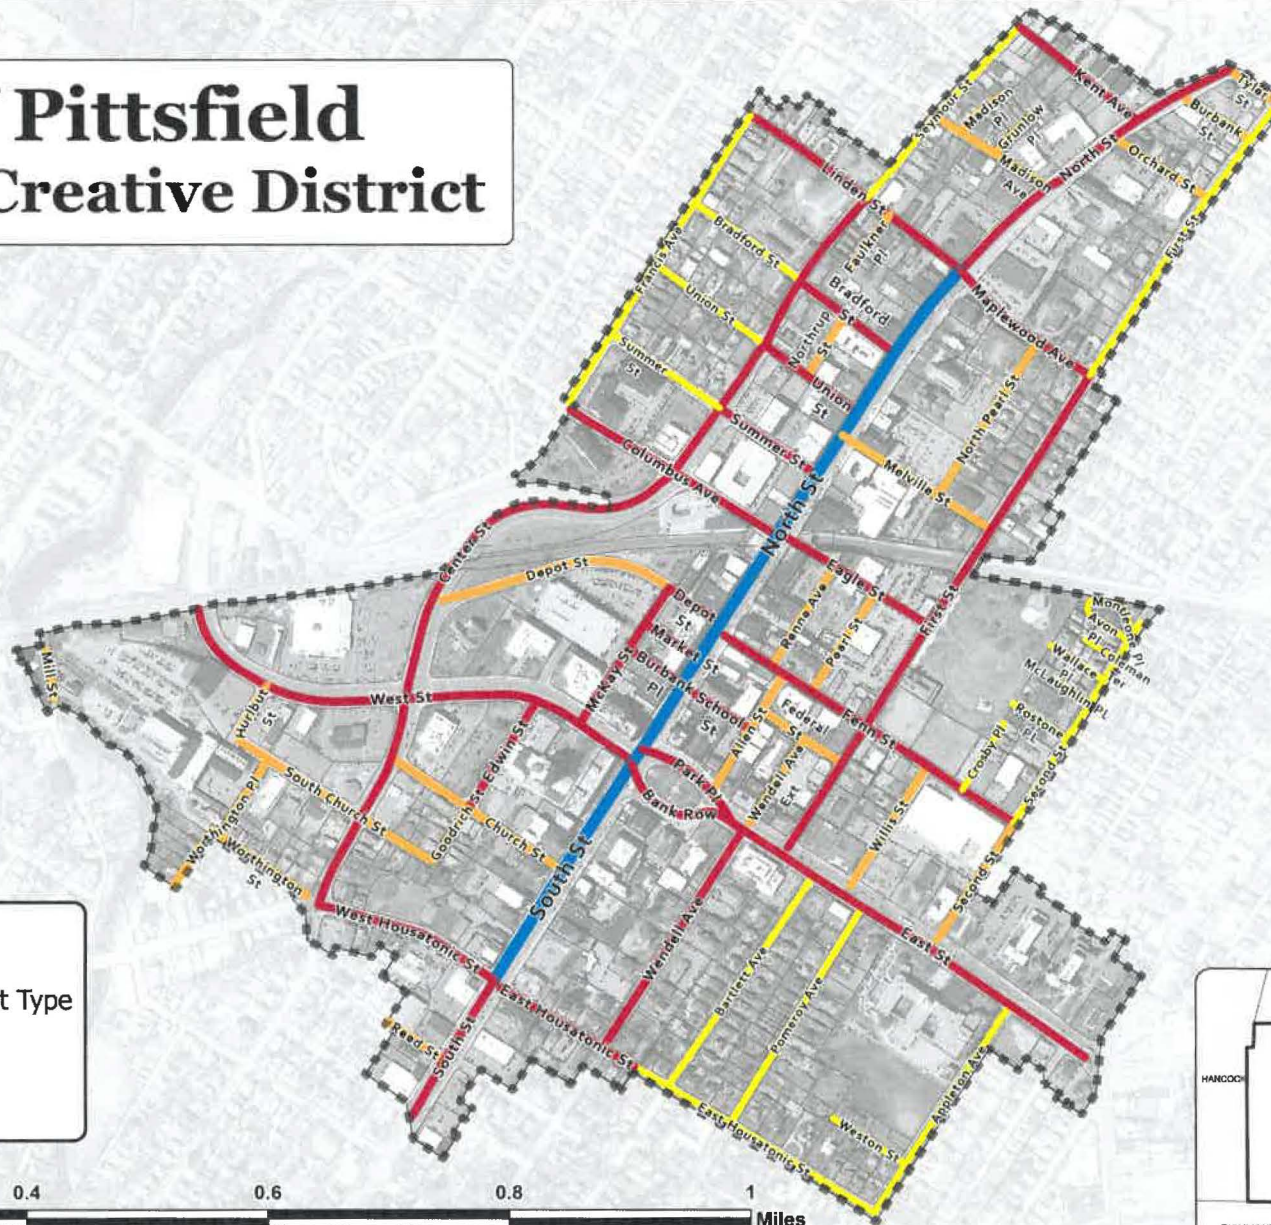 Pittsfield
Creative District
Kent Ave
Tyler
St
Burbank
St
Seymour St
Madison
Pl
Grunlow
Pl
Madison
Ave
North St
Orchard St
First St
Linden St
Faulkner
Pl
Francis Ave
Bradford St
Bradford
St
Union St
Northrup
St
Union
St
Maplewood Ave
Summer
St
Summer St
North Pearl St
Melville St
Columbus Ave
North St
Center St
Depot St
Eagle St
First St
Depot
St
Market St
Renne Ave
Pearl St
Burbank
Pl
School
St
McKay St
Montleon Pl
Avon
Pl
Coleman
Wallace
Pl
McLaughlin Pl
Rostone
Pl
Crosby Pl
Second St
Mill St
Hurlbut
St
West St
Federal
St
Fenn St
Allen St
Edwin St
Park Pl
Bank Row
Wendell Ave
Ext
South Church St
Goodrich St
Church St
Worthington Pl
Worthington
St
Willis St
Second St
South St
West Housatonic St
Wendell Ave
Bartlett Ave
Pomeroy Ave
East St
t Type
Reed St
South St
East Housatonic St
East Housatonic St
Weston St
Appleton Ave
HANCOCK
0.4
0.6
0.8
1
Miles